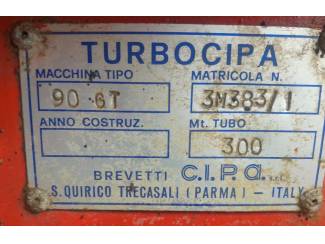 TURBOCIPA
MACCHINA TIPO MATRICOLA N.
90 GT 3M383/1
ANNO COSTRUZ. Mt. TUBO
300
BREVETTI C.I.P.a. s.r.l.
S. QUIRICO TRECASALI (PARMA) — ITALY